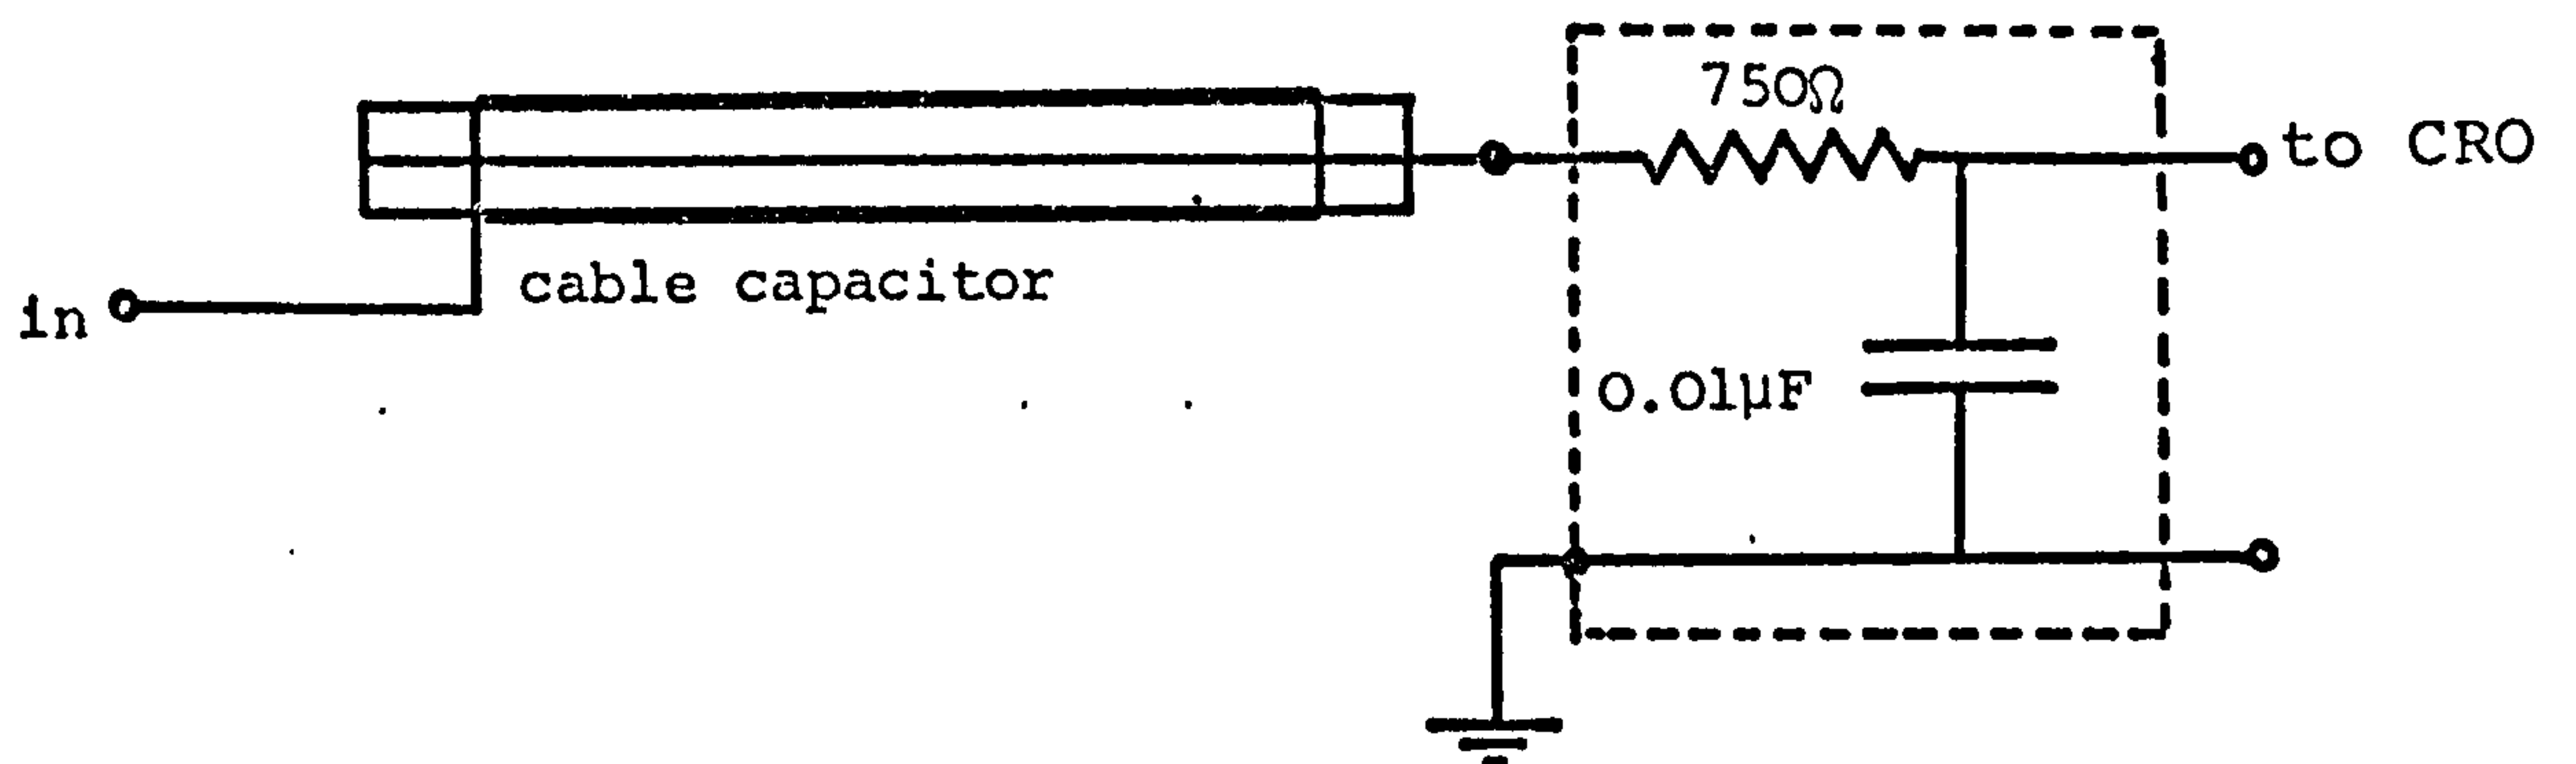 750Ω
to CRO
cable capacitor
in
0.01μF